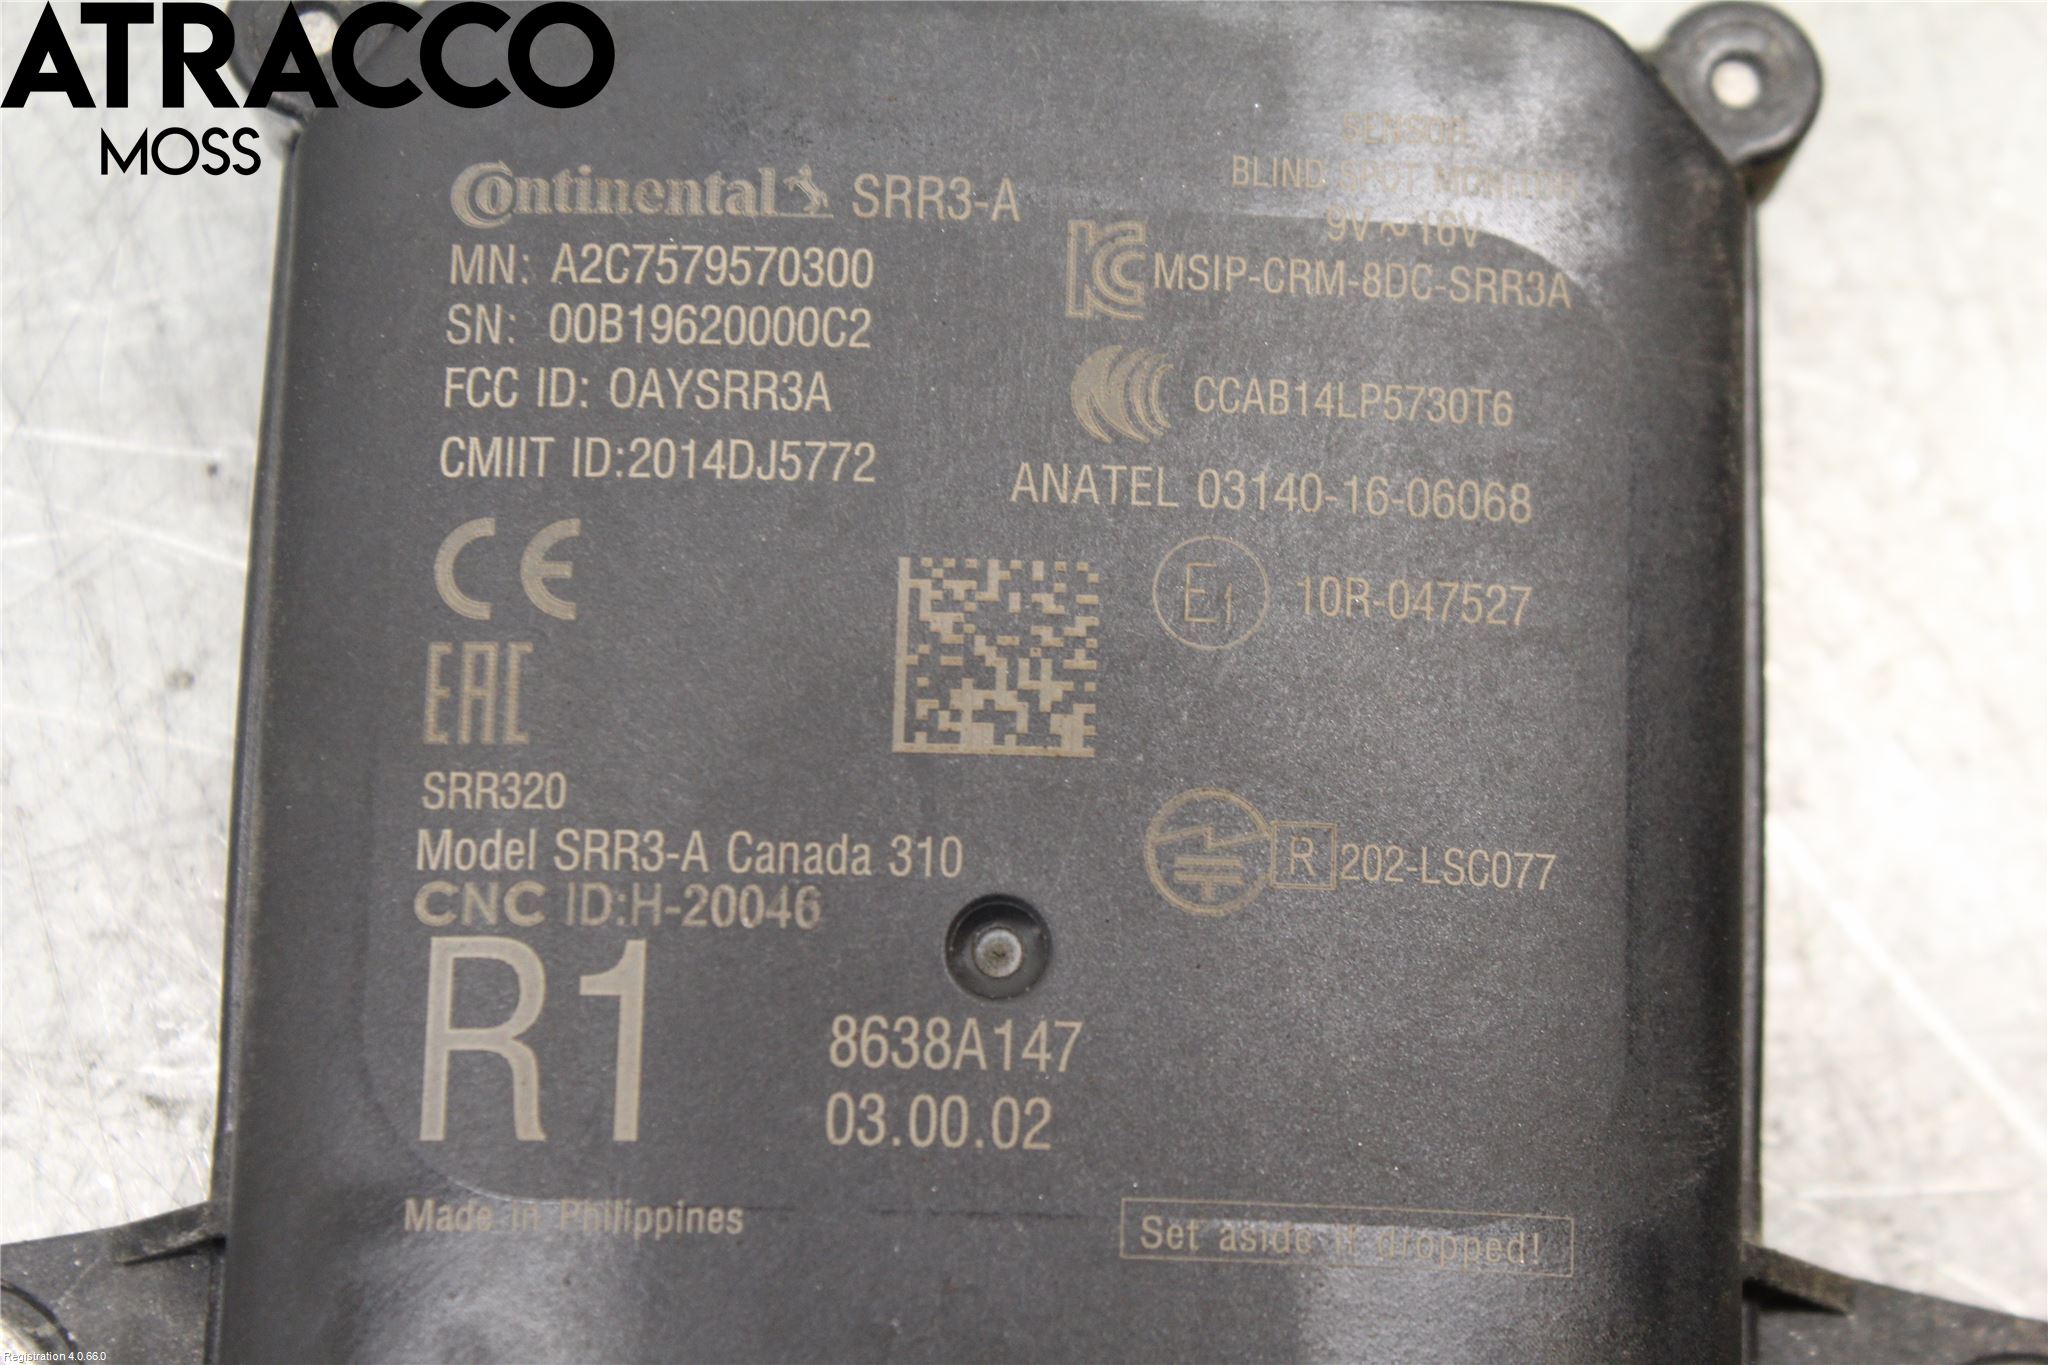 ATRACCO
MOSS
SENSOR,
BLIND SPOT MONITOR
9V~16V
Continental SRR3-A
MN: A2C7579570300
SN: 00B19620000C2
FCC ID: OAYSRR3A
CMIIT ID:2014DJ5772
MSIP-CRM-8DC-SRR3A
CCAB14LP5730T6
ANATEL 03140-16-06068
CE
E1 10R-047527
EAC
SRR320
Model SRR3-A Canada 310
CNC ID:H-20046
R 202-LSC077
R1
8638A147
03.00.02
Made in Philippines
Set aside if dropped!
Registration 4.0.66.0